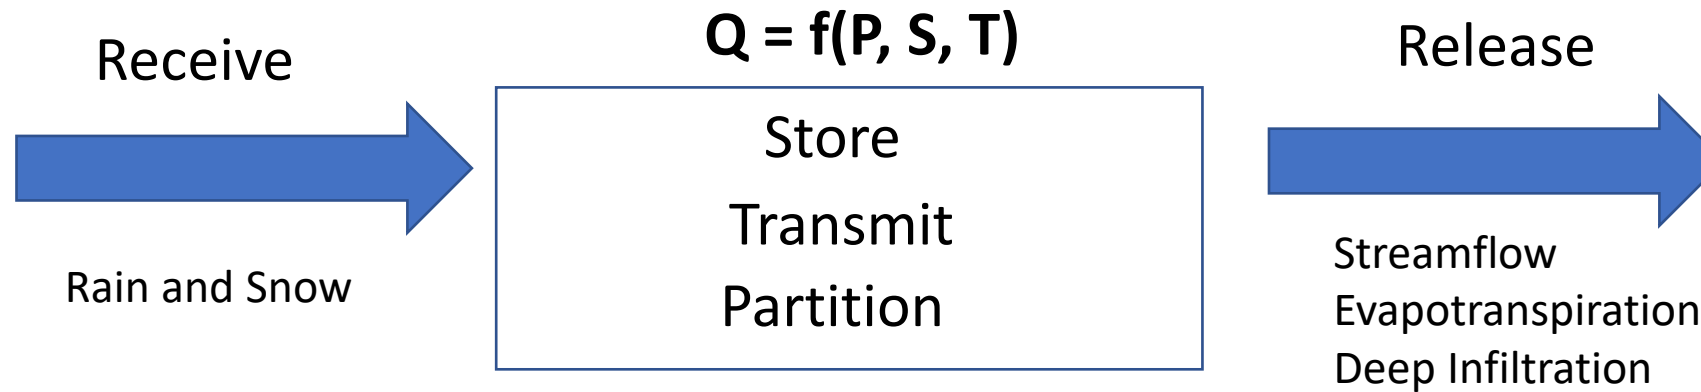 Receive
Rain and Snow
Q = f(P, S, T)
Store
Transmit
Partition
Release
Streamflow
Evapotranspiration
Deep Infiltration